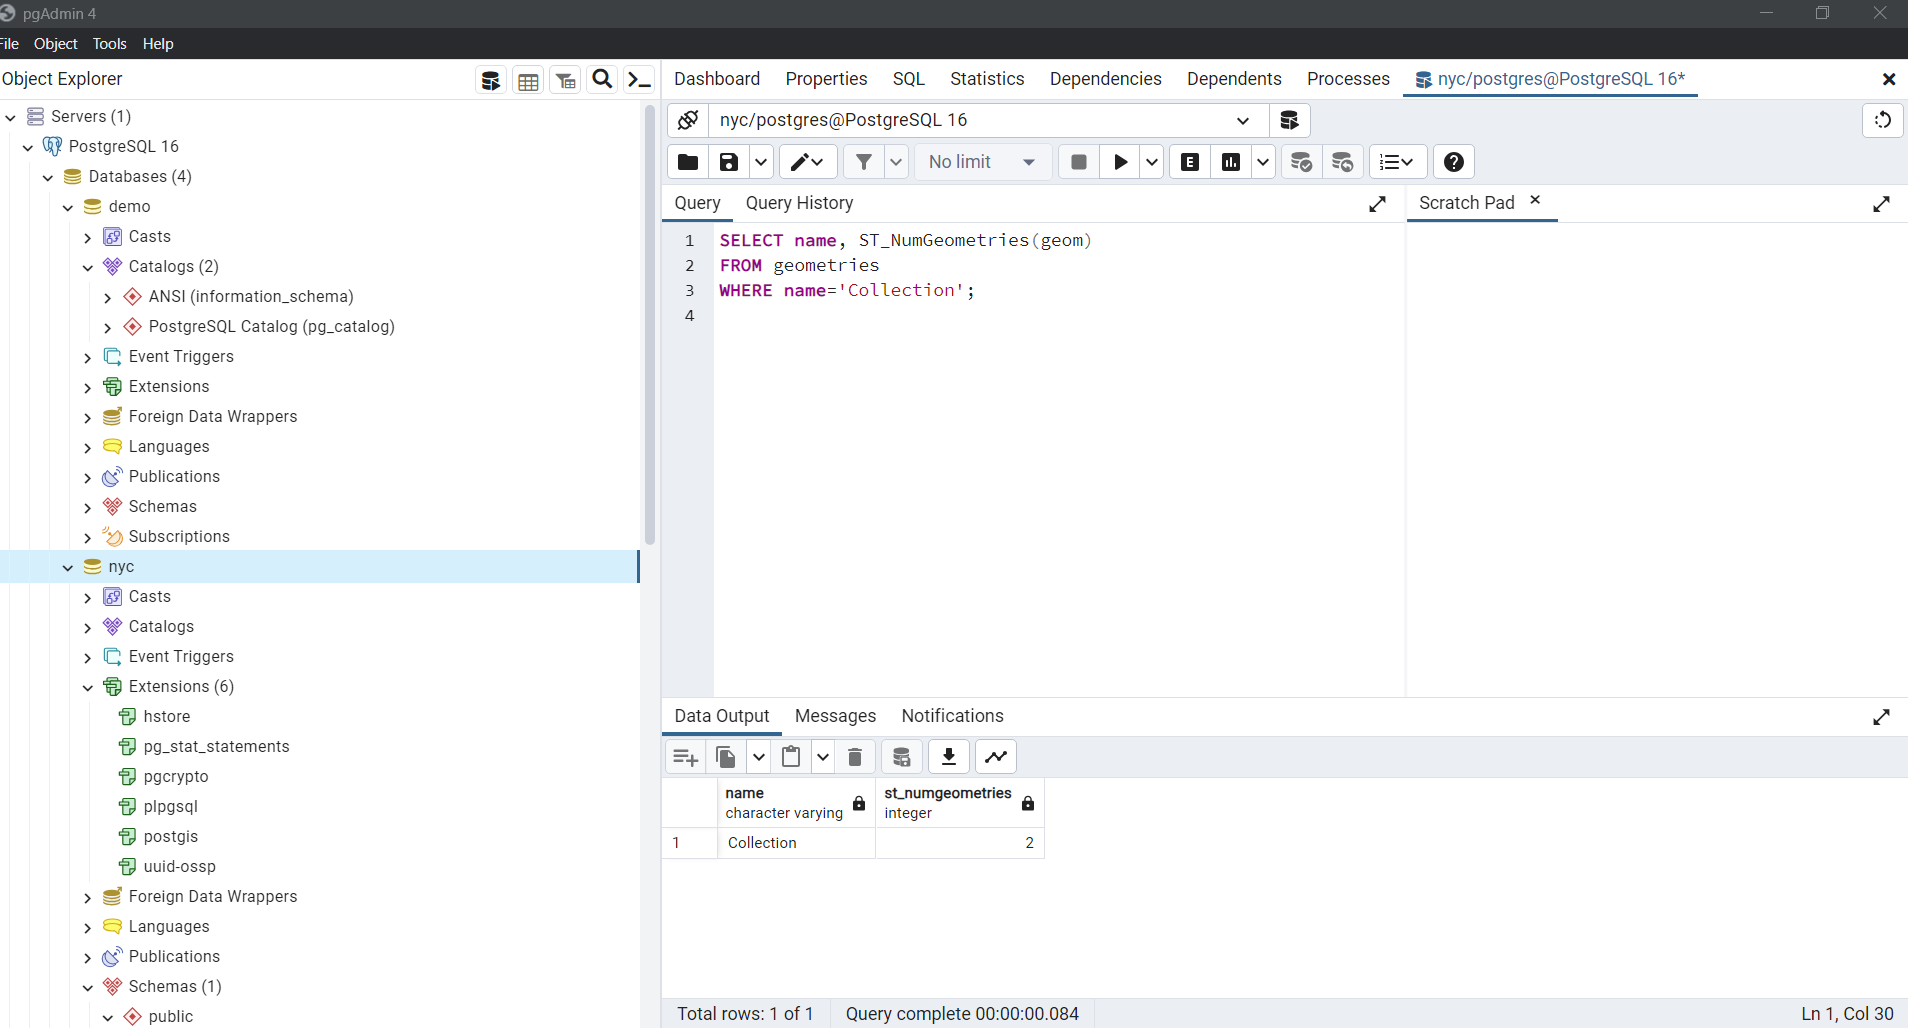 pgAdmin 4
File Object Tools Help
Object Explorer
Servers (1)
PostgreSQL 16
Databases (4)
demo
Casts
Catalogs (2)
ANSI (information_schema)
PostgreSQL Catalog (pg_catalog)
Event Triggers
Extensions
Foreign Data Wrappers
Languages
Publications
Schemas
Subscriptions
nyc
Casts
Catalogs
Event Triggers
Extensions (6)
hstore
pg_stat_statements
pgcrypto
plpgsql
postgis
uuid-ossp
Foreign Data Wrappers
Languages
Publications
Schemas (1)
public
Dashboard Properties SQL Statistics Dependencies Dependents Processes nyc/postgres@PostgreSQL 16*
nyc/postgres@PostgreSQL 16
No limit E
Query Query History Scratch Pad
1 SELECT name, ST_NumGeometries(geom)
2 FROM geometries
3 WHERE name='Collection';
4
Data Output Messages Notifications
name st_numgeometries
character varying integer
1 Collection 2
Total rows: 1 of 1 Query complete 00:00:00.084 Ln 1, Col 30